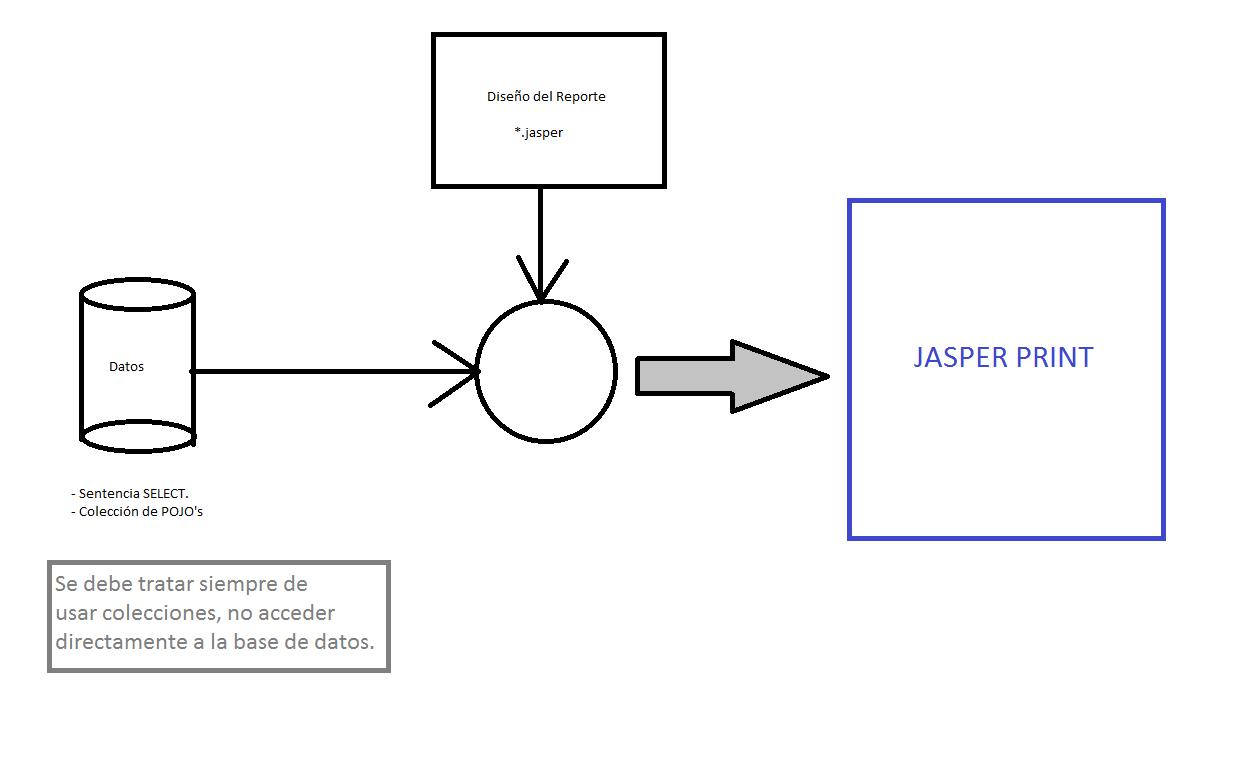 Diseño del Reporte
*.jasper
Datos
JASPER PRINT
- Sentencia SELECT.
- Colección de POJO's
Se debe tratar siempre de
usar colecciones, no acceder
directamente a la base de datos.